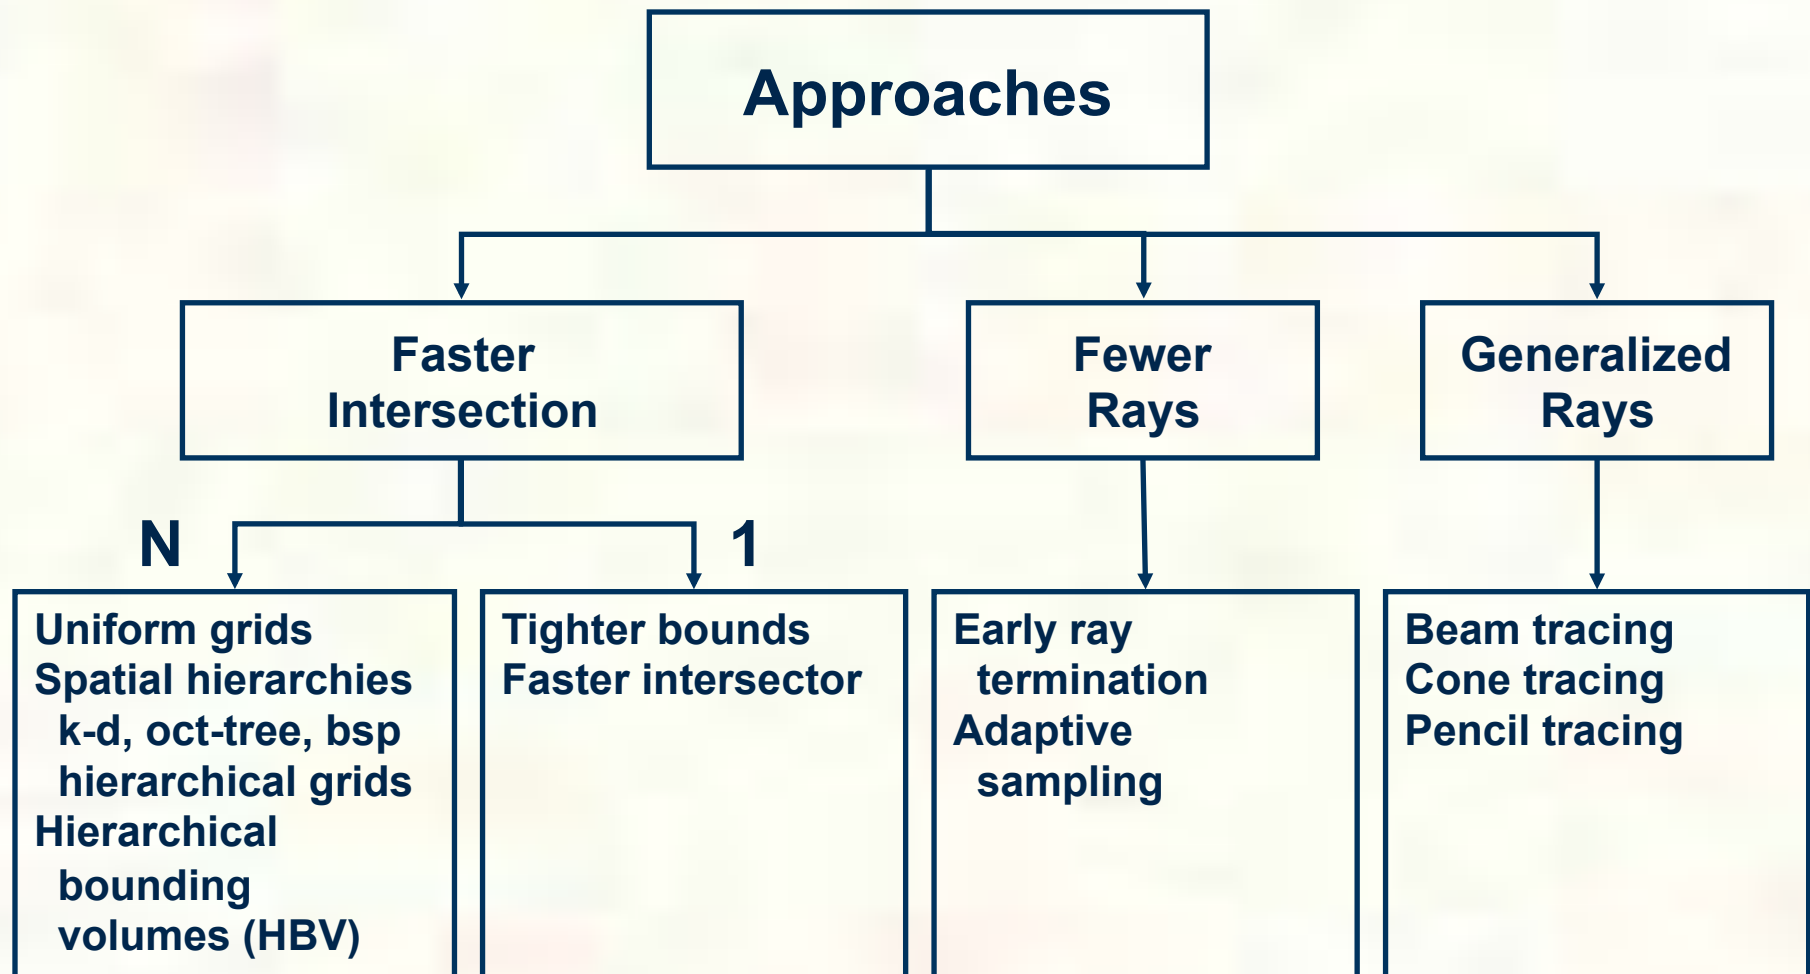 Approaches
Faster
Intersection
Fewer
Rays
Generalized
Rays
N
1
Uniform grids
Spatial hierarchies
k-d, oct-tree, bsp
hierarchical grids
Hierarchical
bounding
volumes (HBV)
Tighter bounds
Faster intersector
Early ray
termination
Adaptive
sampling
Beam tracing
Cone tracing
Pencil tracing